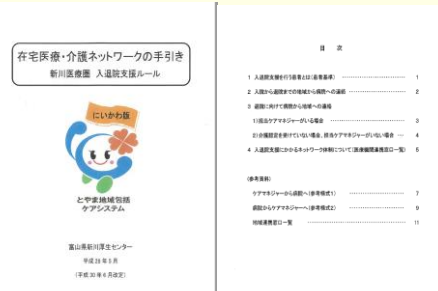 在宅医療・介護ネットワークの手引き
新川医療圏 入退院支援ルール
にいかわ版
とやま地域包括
ケアシステム
富山県新川厚生センター
平成28年3月
(平成30年6月改定)
目 次
1 入退院支援を行う患者とは(選定基準) 1
2 入院から退院までの地域から病院への連絡 2
3 退院に向けて病院から地域への連絡
1)担当ケアマネジャーがいる場合 3
2)介護認定を受けていない場合、担当ケアマネジャーがいない場合 4
4 入退院支援にかかるネットワーク体制について(医療機関連携窓口一覧) 5
(参考資料)
ケアマネジャーから病院へ(参考様式1) 7
病院からケアマネジャーへ(参考様式2) 9
地域連携窓口一覧 11